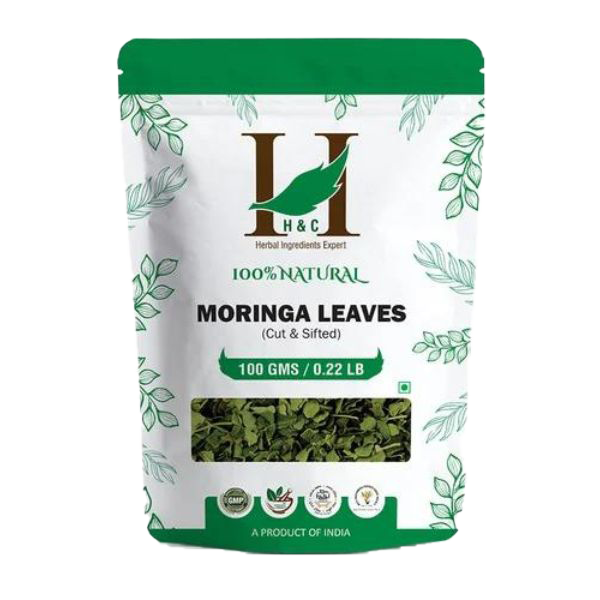 H
H & C
Herbal Ingredients Expert
100% NATURAL
MORINGA LEAVES
(Cut & Sifted)
100 GMS / 0.22 LB
GMP
A PRODUCT OF INDIA